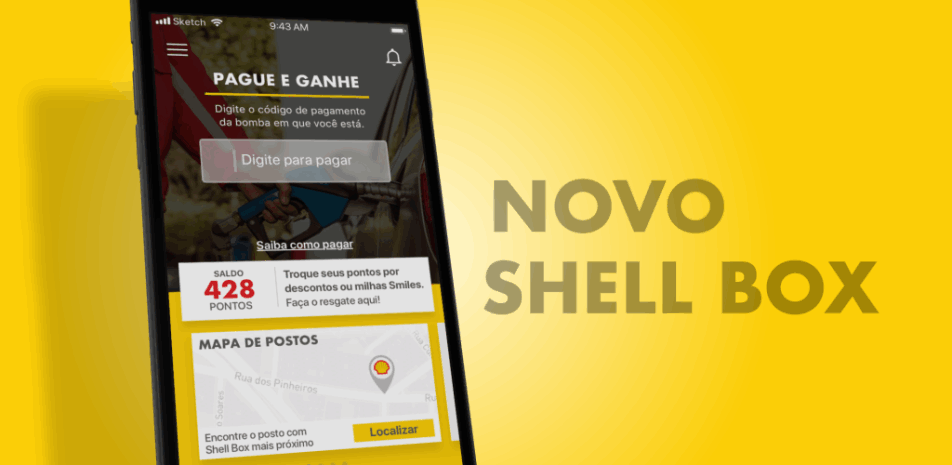 Sketch
9:43 AM
PAGUE E GANHE
Digite o código de pagamento
da bomba em que você está.
Digite para pagar
Saiba como pagar
SALDO
428
PONTOS
Troque seus pontos por
descontos ou milhas Smiles.
Faça o resgate aqui!
MAPA DE POSTOS
Rua dos Pinheiros
Soares
Rua
Encontre o posto com
Shell Box mais próximo
Localizar
NOVO
SHELL BOX